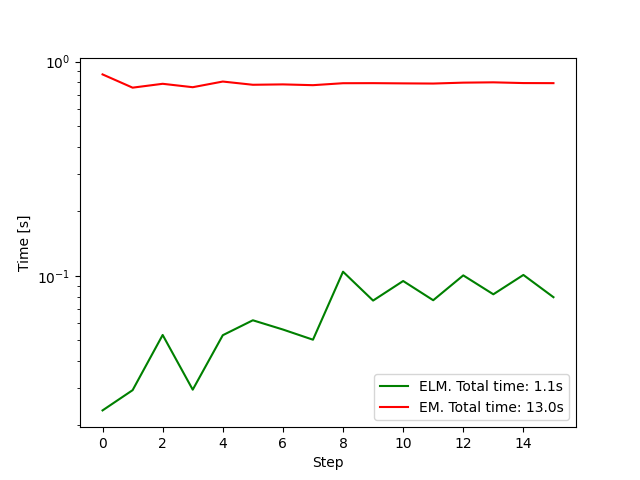 10⁰
10⁻¹
Time [s]
ELM. Total time: 1.1s
EM. Total time: 13.0s
0 2 4 6 8 10 12 14
Step